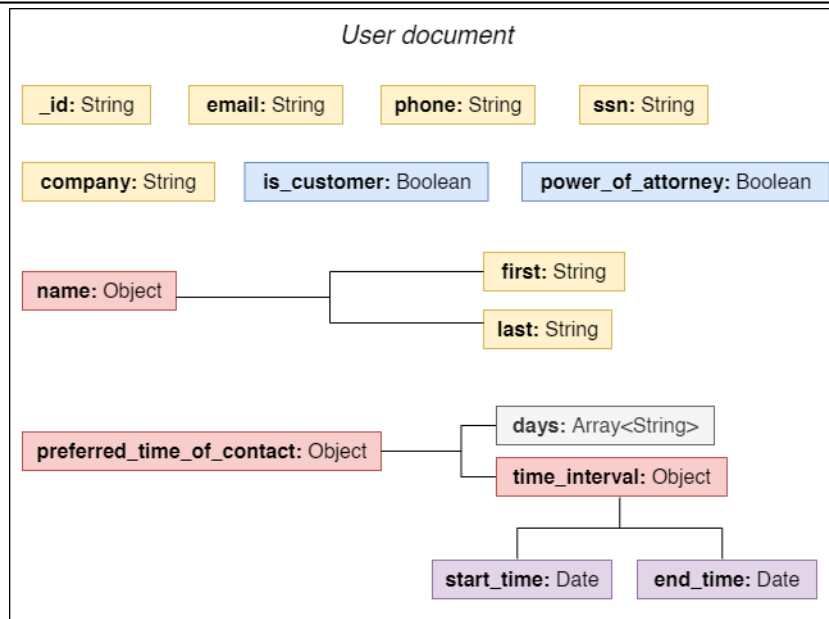 User document
_id: String email: String phone: String ssn: String
company: String is_customer: Boolean power_of_attorney: Boolean
name: Object
first: String
last: String
preferred_time_of_contact: Object
days: Array<String>
time_interval: Object
start_time: Date end_time: Date